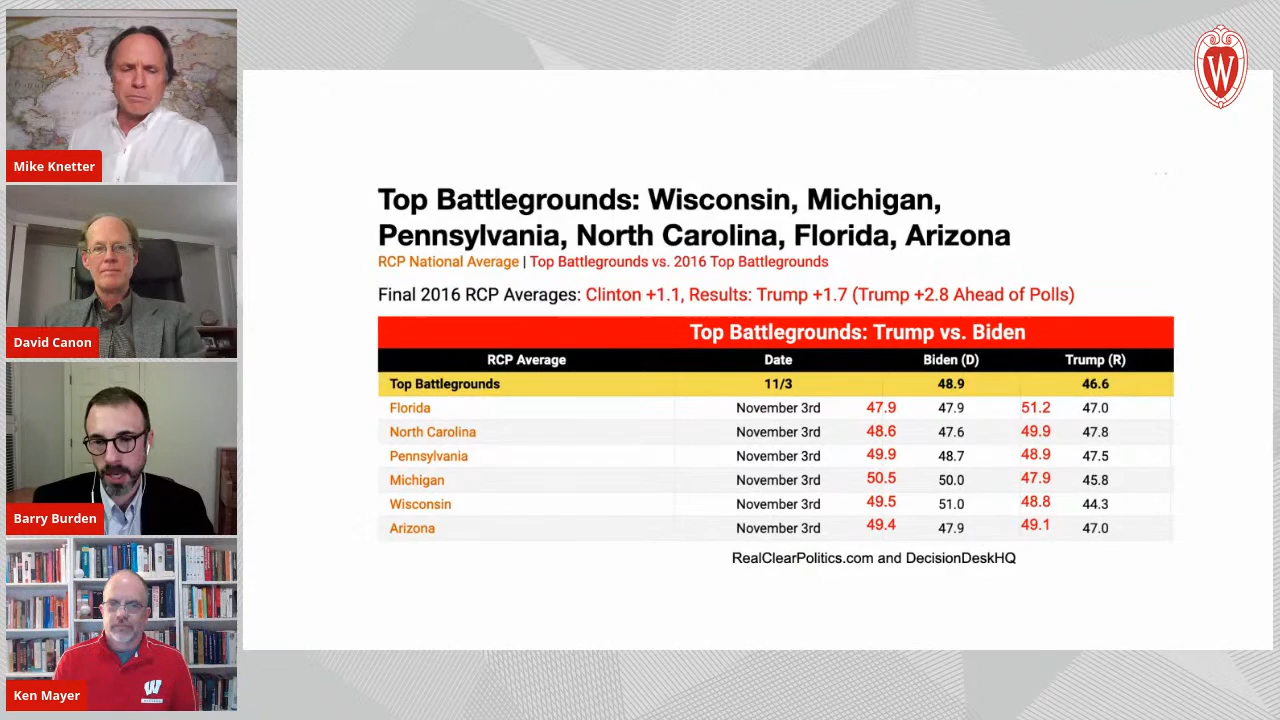 Mike Knetter
David Canon
Barry Burden
Ken Mayer
W
W
Top Battlegrounds: Wisconsin, Michigan,
Pennsylvania, North Carolina, Florida, Arizona
RCP National Average | Top Battlegrounds vs. 2016 Top Battlegrounds
Final 2016 RCP Averages: Clinton +1.1, Results: Trump +1.7 (Trump +2.8 Ahead of Polls)
Top Battlegrounds: Trump vs. Biden
RCP Average Date Biden (D) Trump (R)
Top Battlegrounds 11/3 48.9 46.6
Florida November 3rd 47.9 47.9 51.2 47.0
North Carolina November 3rd 48.6 47.6 49.9 47.8
Pennsylvania November 3rd 49.9 48.7 48.9 47.5
Michigan November 3rd 50.5 50.0 47.9 45.8
Wisconsin November 3rd 49.5 51.0 48.8 44.3
Arizona November 3rd 49.4 47.9 49.1 47.0
RealClearPolitics.com and DecisionDeskHQ